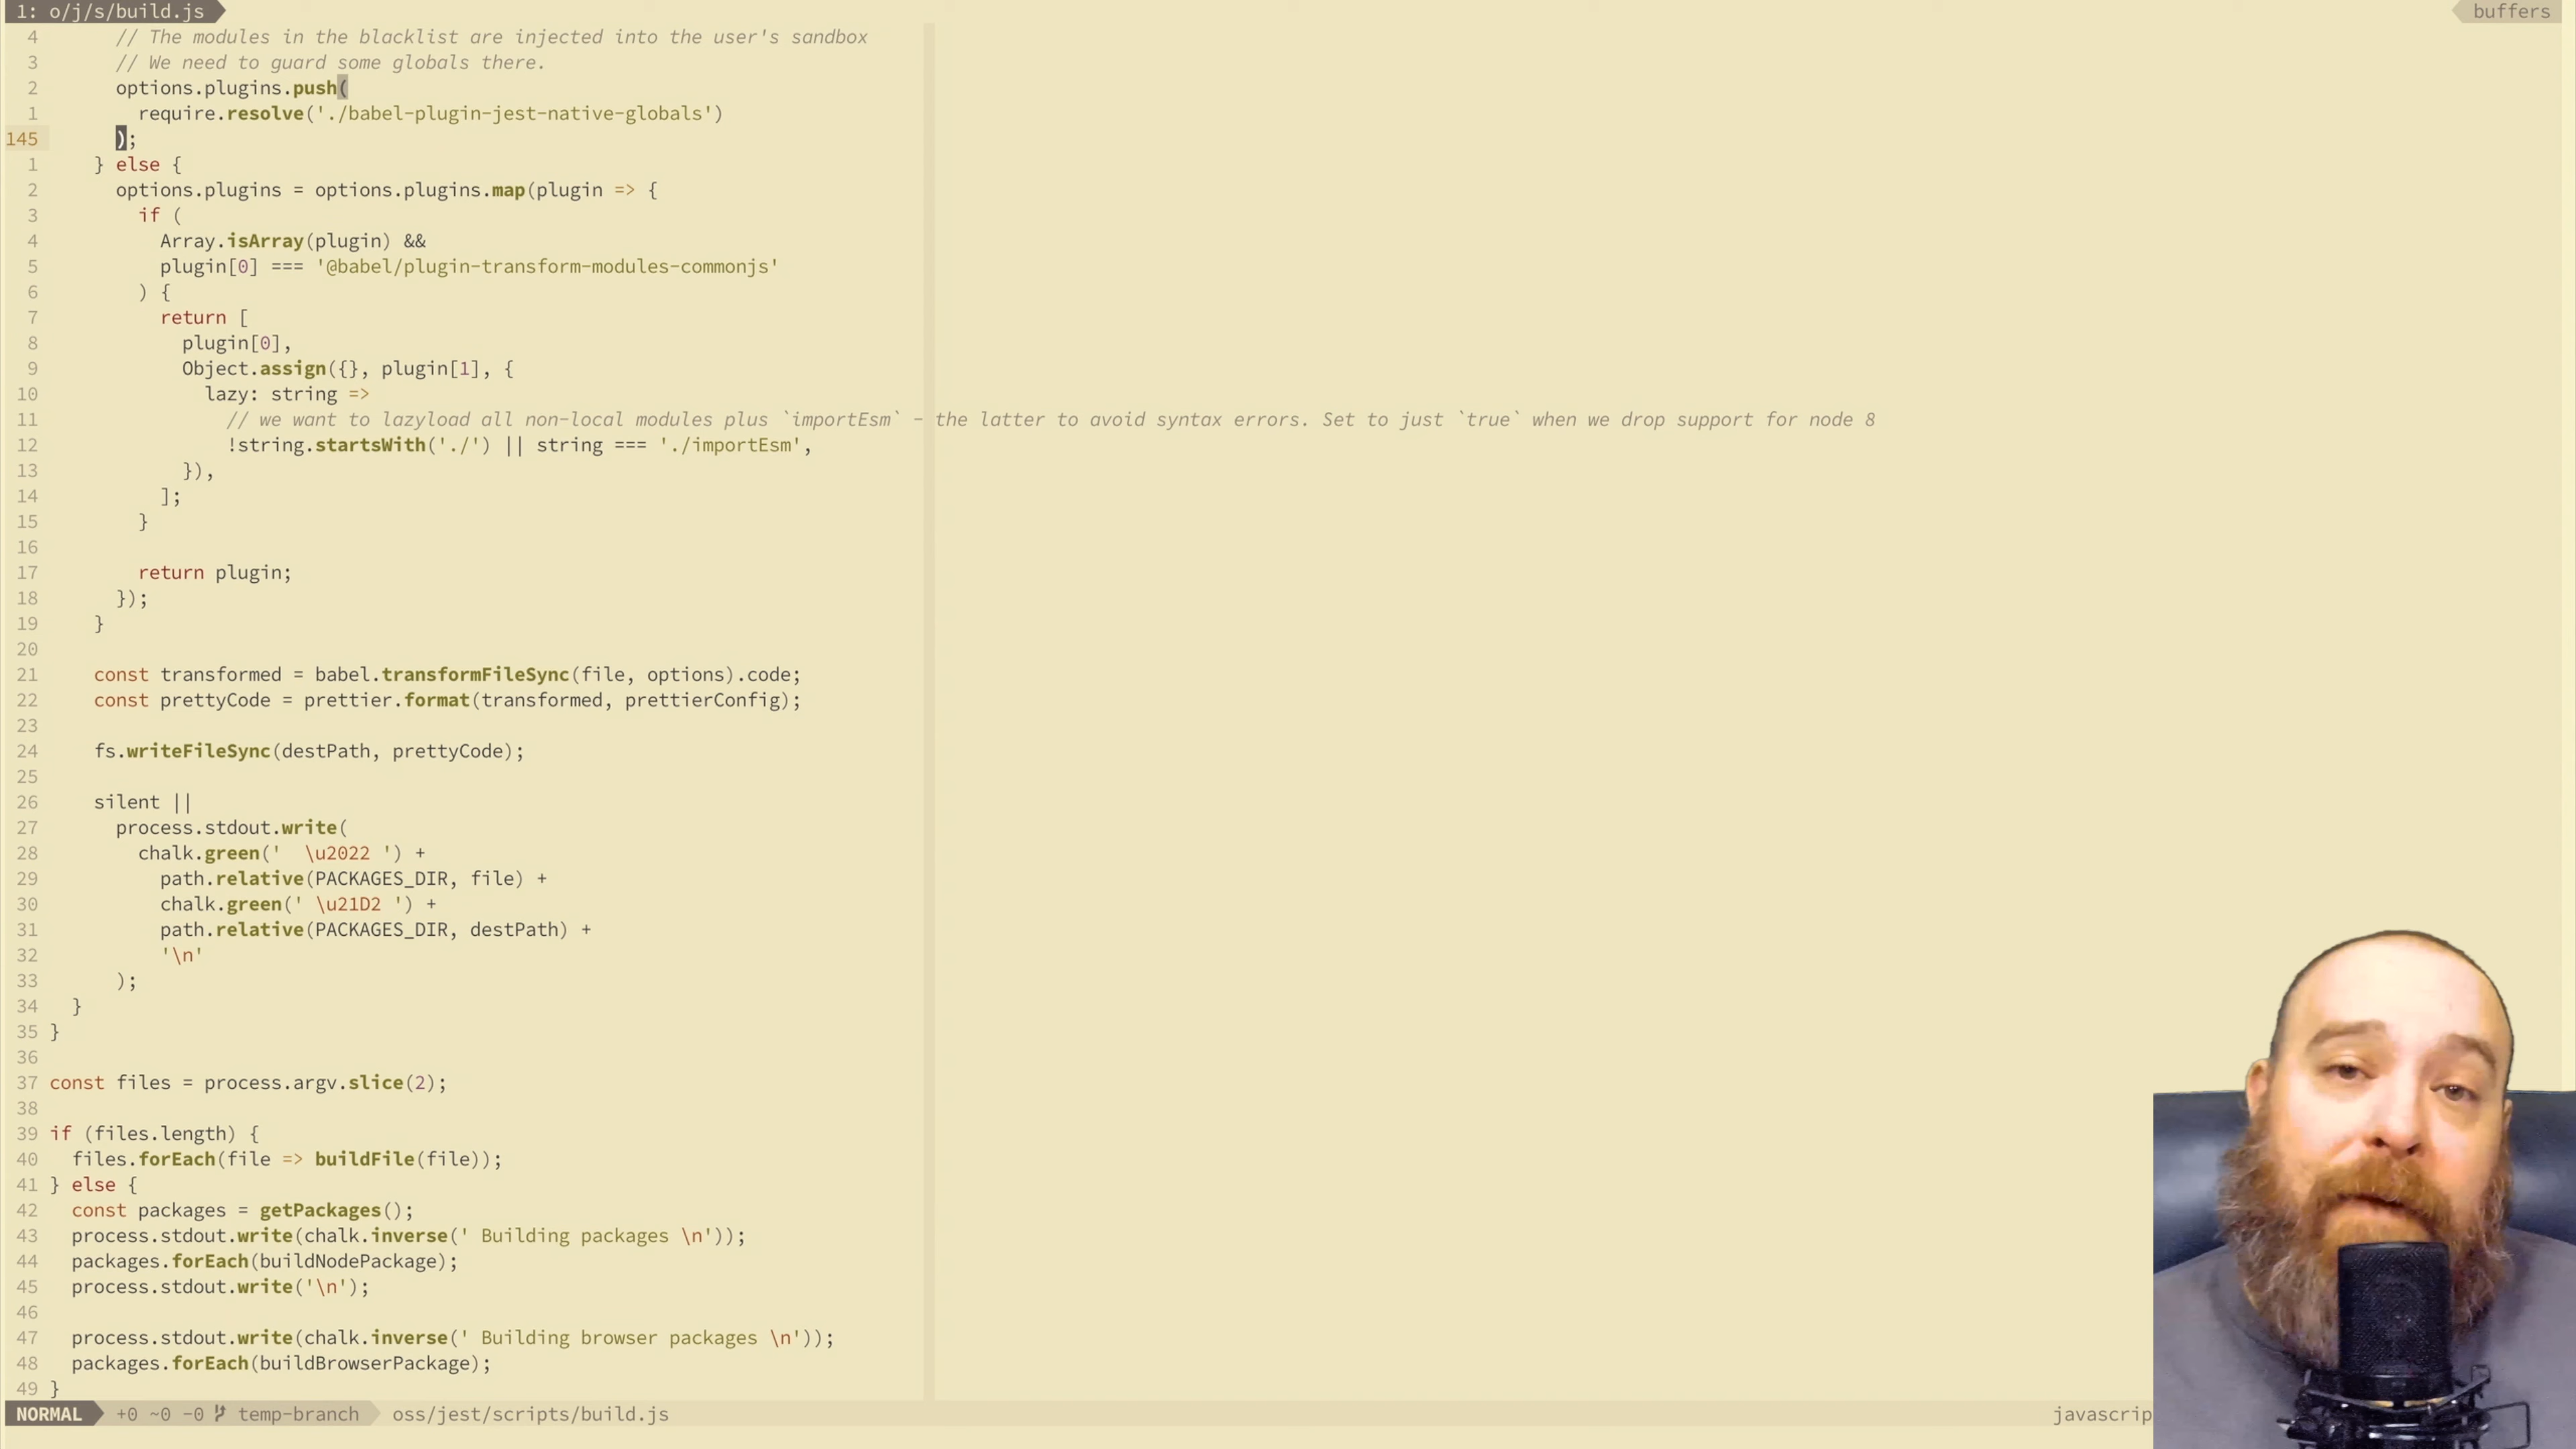 1: o/j/s/build.js
buffers
4 // The modules in the blacklist are injected into the user's sandbox
3 // We need to guard some globals there.
2 options.plugins.push(
1 require.resolve('./babel-plugin-jest-native-globals')
145 );
1 } else {
2 options.plugins = options.plugins.map(plugin => {
3 if (
4 Array.isArray(plugin) &&
5 plugin[0] === '@babel/plugin-transform-modules-commonjs'
6 ) {
7 return [
8 plugin[0],
9 Object.assign({}, plugin[1], {
10 lazy: string =>
11 // we want to lazyload all non-local modules plus `importEsm` - the latter to avoid syntax errors. Set to just `true` when we drop support for node 8
12 !string.startsWith('./') || string === './importEsm',
13 }),
14 ];
15 }
16
17 return plugin;
18 });
19 }
20
21 const transformed = babel.transformFileSync(file, options).code;
22 const prettyCode = prettier.format(transformed, prettierConfig);
23
24 fs.writeFileSync(destPath, prettyCode);
25
26 silent ||
27 process.stdout.write(
28 chalk.green('  \u2022 ') +
29 path.relative(PACKAGES_DIR, file) +
30 chalk.green(' \u21D2 ') +
31 path.relative(PACKAGES_DIR, destPath) +
32 '\n'
33 );
34 }
35 }
36
37 const files = process.argv.slice(2);
38
39 if (files.length) {
40 files.forEach(file => buildFile(file));
41 } else {
42 const packages = getPackages();
43 process.stdout.write(chalk.inverse(' Building packages \n'));
44 packages.forEach(buildNodePackage);
45 process.stdout.write('\n');
46
47 process.stdout.write(chalk.inverse(' Building browser packages \n'));
48 packages.forEach(buildBrowserPackage);
49 }
NORMAL +0 ~0 -0 temp-branch oss/jest/scripts/build.js
javascrip